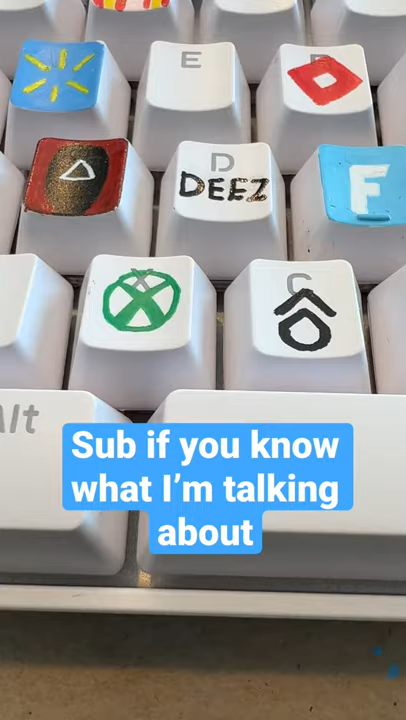 E
R
D
DEEZ
F
X
C
Alt
Sub if you know
what I’m talking
about